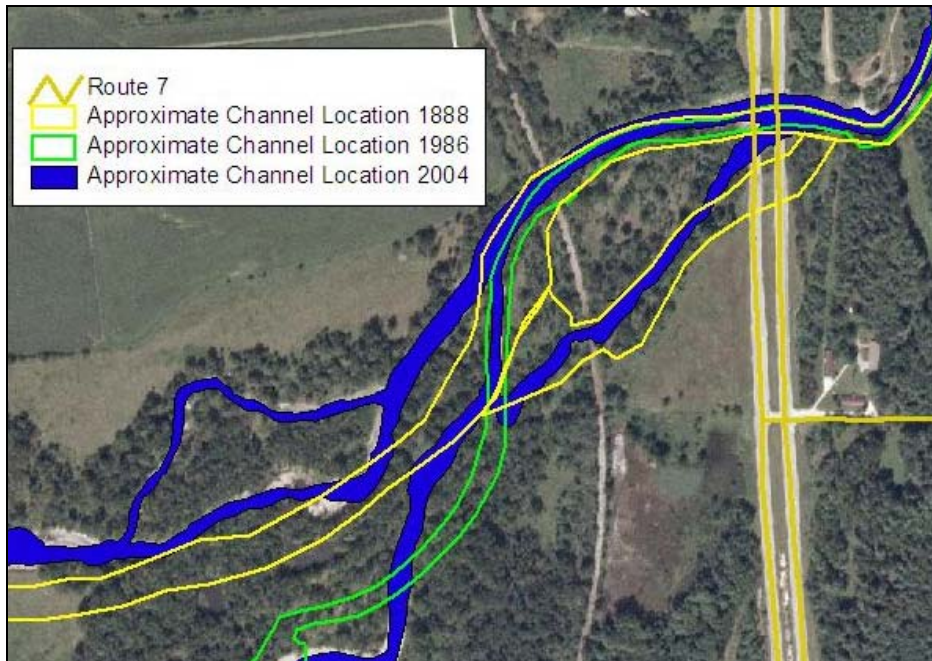 Route 7
Approximate Channel Location 1888
Approximate Channel Location 1986
Approximate Channel Location 2004